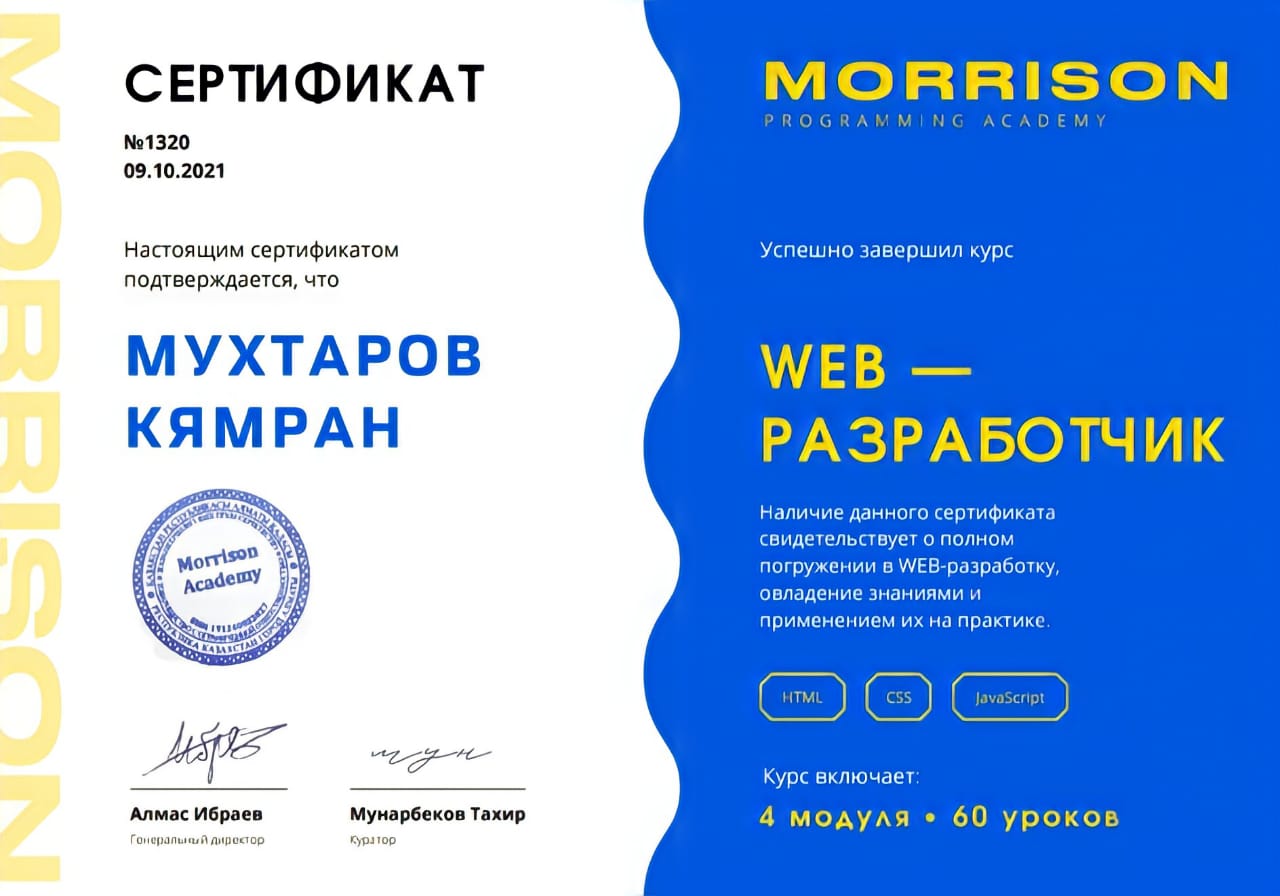 MORRISON
СЕРТИФИКАТ
№1320
09.10.2021
Настоящим сертификатом
подтверждается, что
МУХТАРОВ
КЯМРАН
Morrison
Academy
РЕСПУБЛИКА КАЗАХСТАН
Алмас Ибраев
Генеральный директор
Мунарбеков Тахир
Куратор
MORRISON
PROGRAMMING ACADEMY
Успешно завершил курс
WEB —
РАЗРАБОТЧИК
Наличие данного сертификата
свидетельствует о полном
погружении в WEB-разработку,
овладение знаниями и
применением их на практике.
HTML
CSS
JavaScript
Курс включает:
4 модуля • 60 уроков